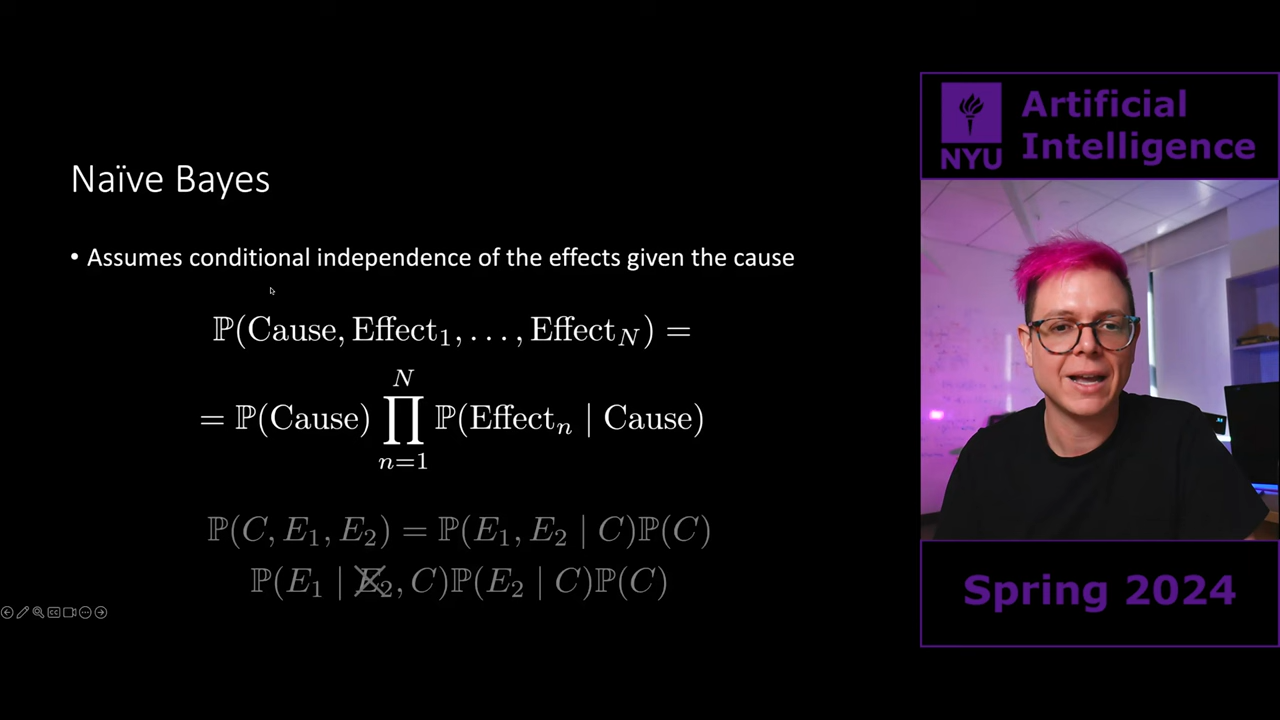 Naïve Bayes
• Assumes conditional independence of the effects given the cause
ℙ(Cause, Effect₁, . . . , Effect_N) =
= ℙ(Cause) ∏_{n=1}^{N} ℙ(Effectₙ | Cause)
ℙ(C, E₁, E₂) = ℙ(E₁, E₂ | C)ℙ(C)
ℙ(E₁ | E₂, C)ℙ(E₂ | C)ℙ(C)
NYU
Artificial
Intelligence
Spring 2024